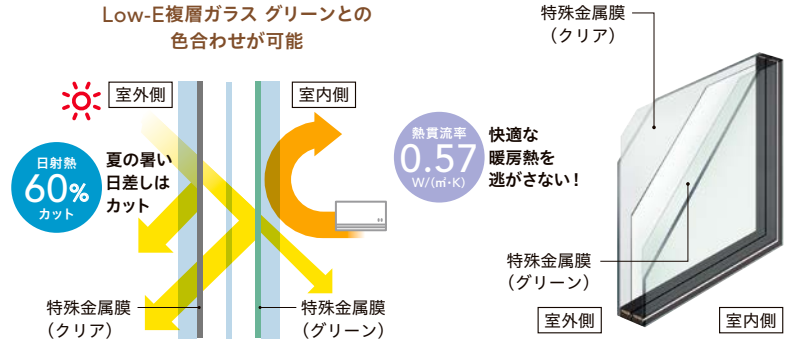 Low-E複層ガラス グリーンとの
色合わせが可能
室外側
室内側
日射熱
60%
カット
夏の暑い
日差しは
カット
特殊金属膜
（クリア）
特殊金属膜
（グリーン）
熱貫流率
0.57
W/(㎡・K)
快適な
暖房熱を
逃がさない！
特殊金属膜
（クリア）
特殊金属膜
（グリーン）
室外側
室内側